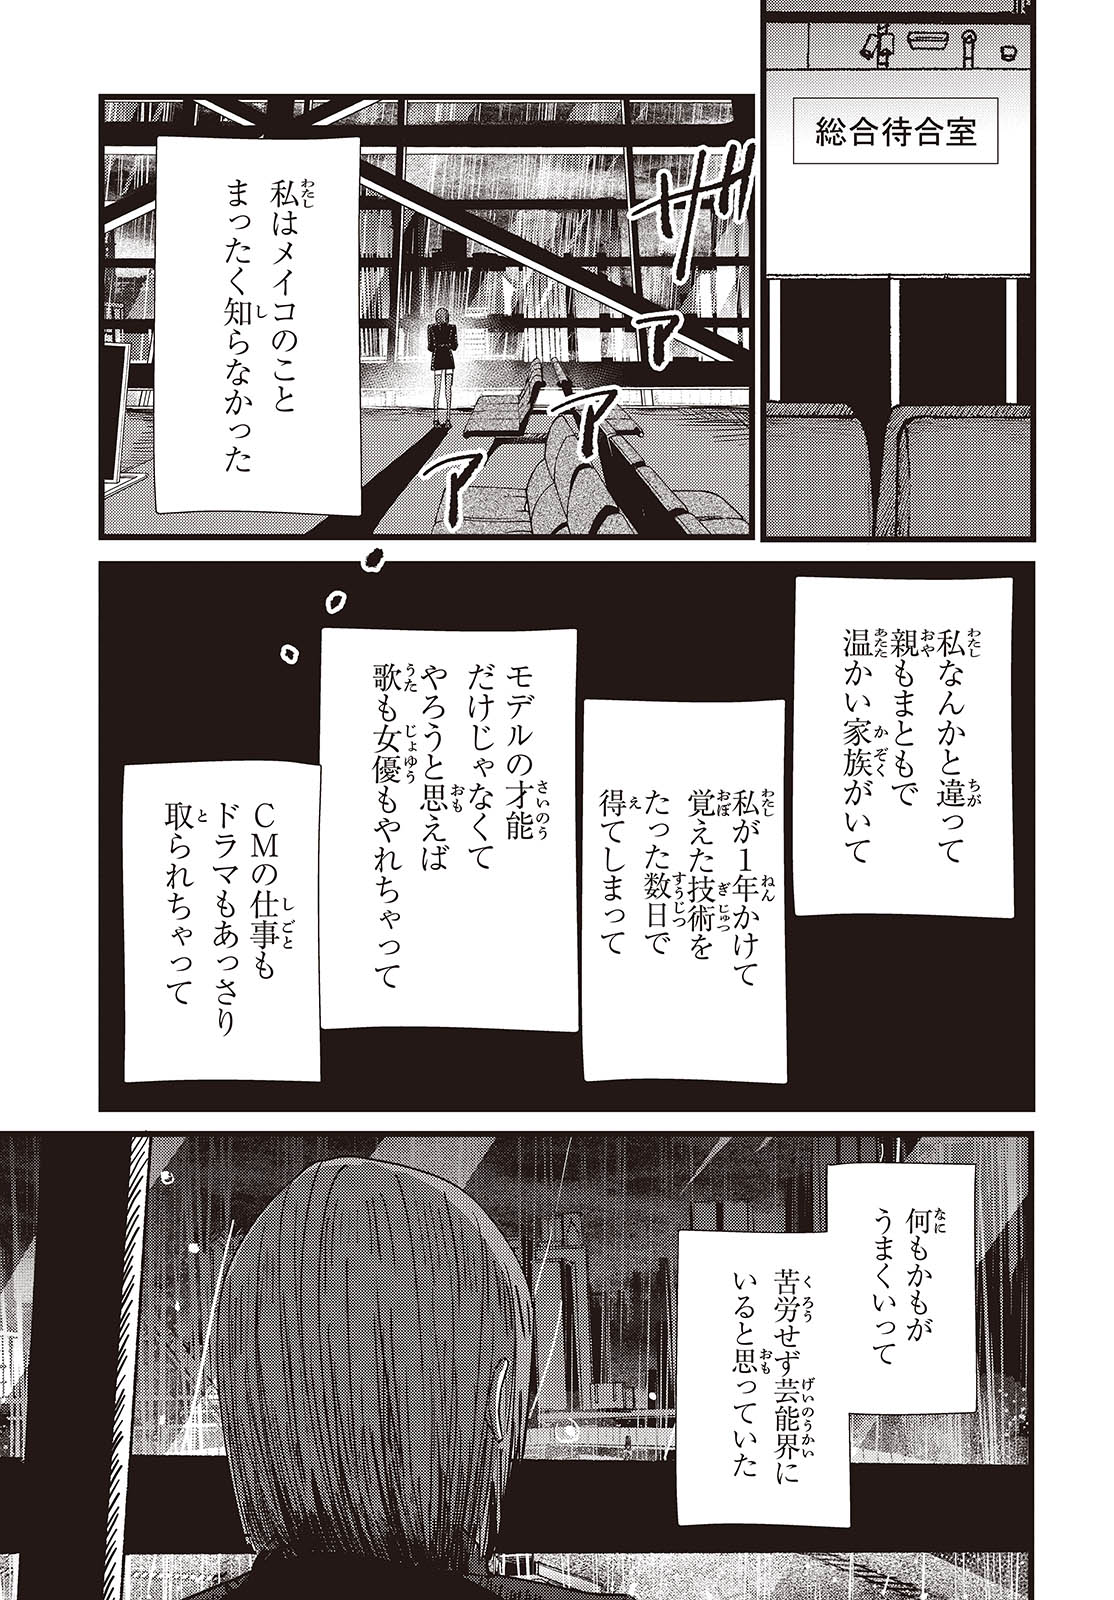 総合待合室
私はメイコのこと
まったく知らなかった
ザザ
ア
ア
ア
私なんかと違って
親もまともで
温かい家族がいて
私が1年かけて
覚えた技術を
たった数日で
得てしまって
モデルの才能
だけじゃなくて
やろうと思えば
歌も女優もやれちゃって
CMの仕事も
ドラマもあっさり
取られちゃって
何もかもが
うまくいって
苦労せず芸能界に
いると思っていた